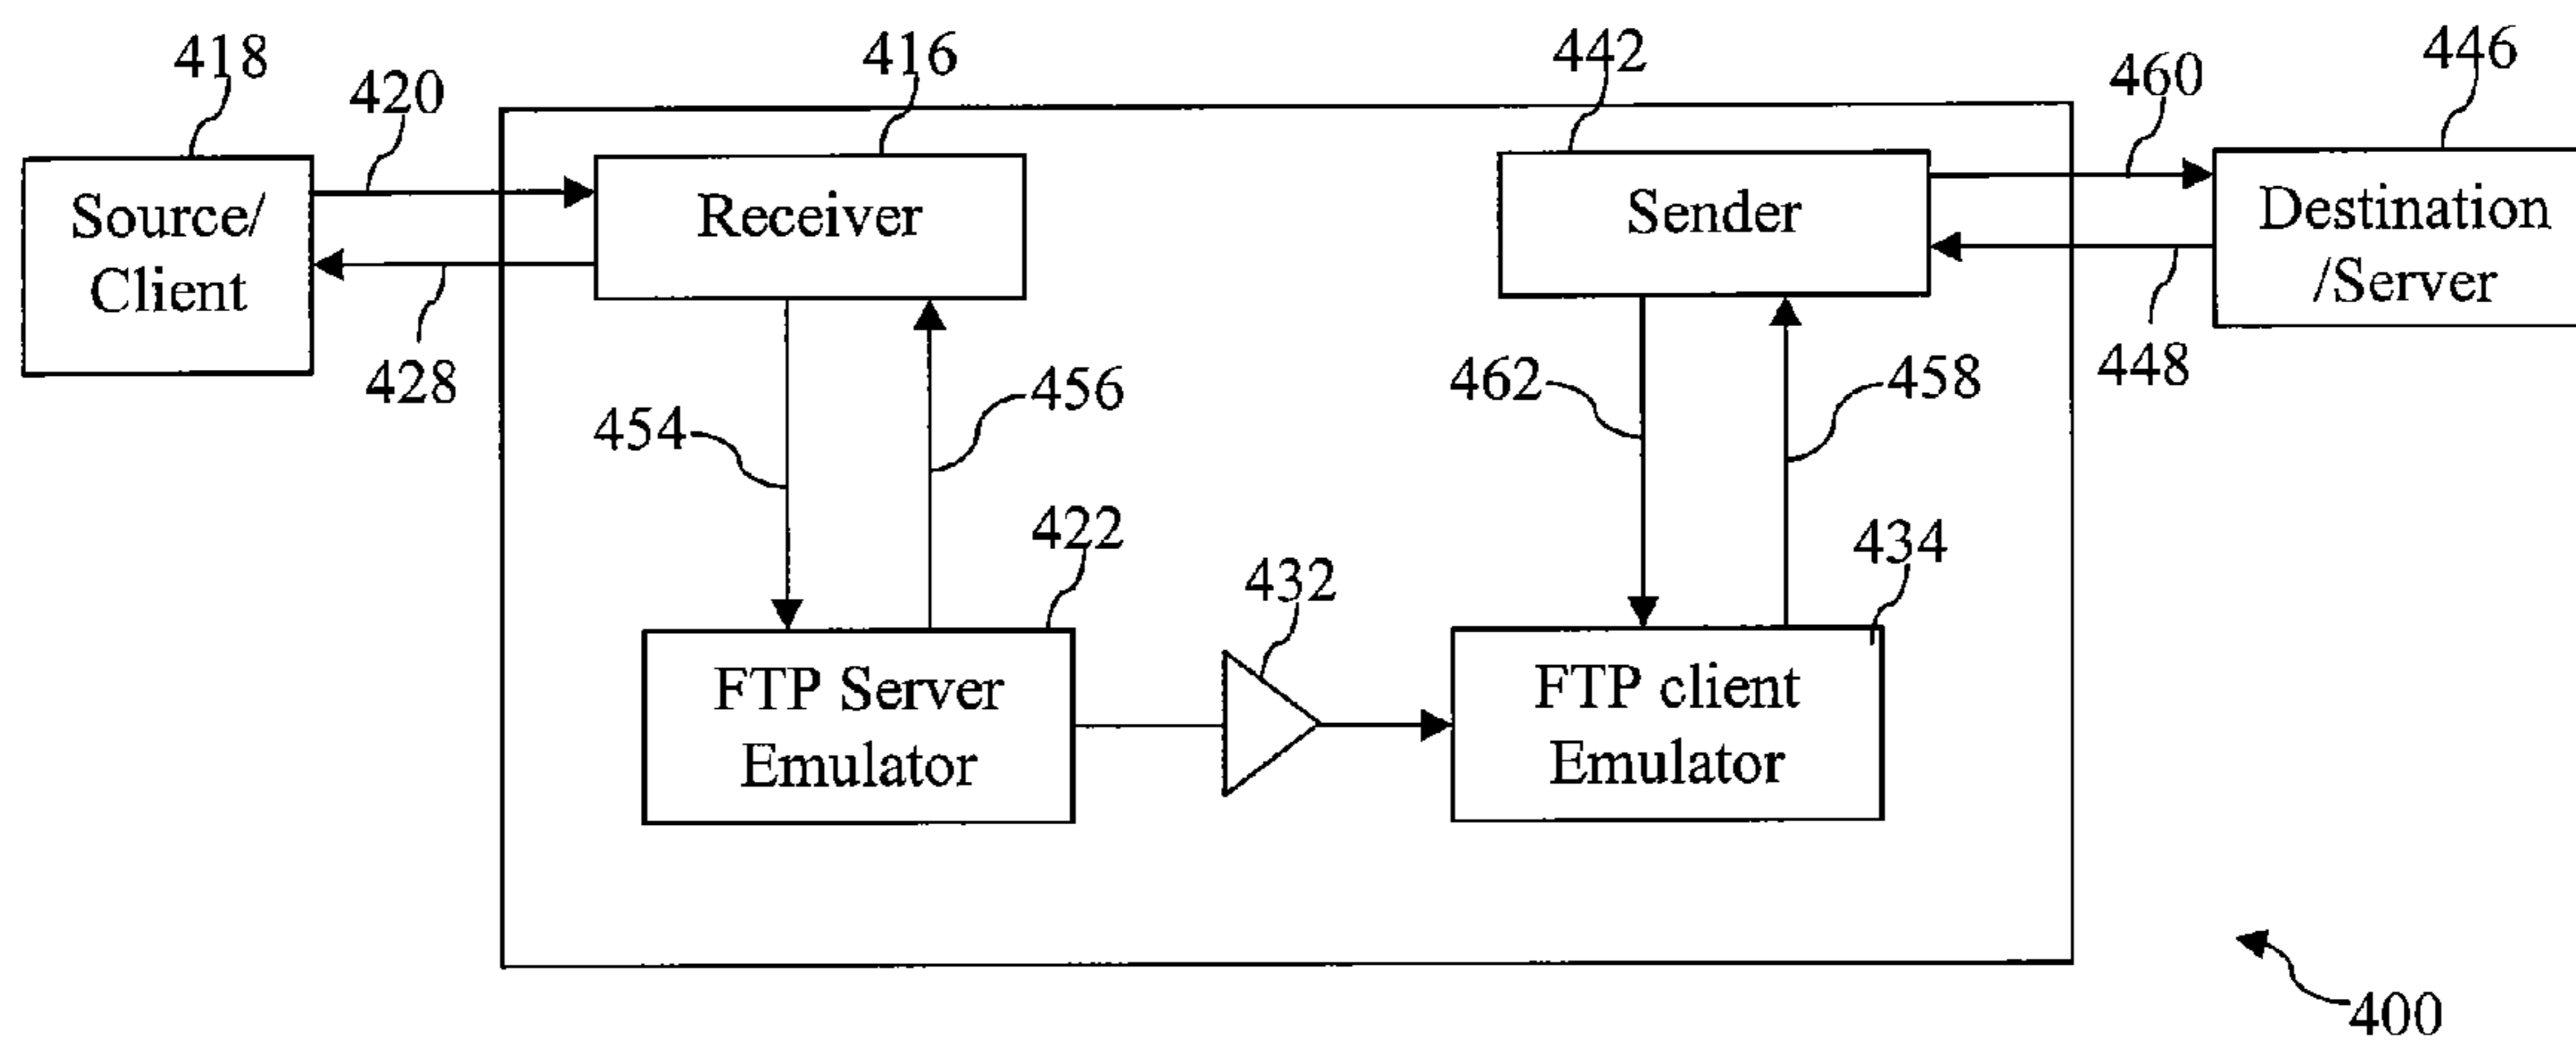 418
420
416
442
460
446
Source/
Client
Receiver
Sender
Destination
/Server
428
454
456
462
458
448
422
432
434
FTP Server
Emulator
FTP client
Emulator
400